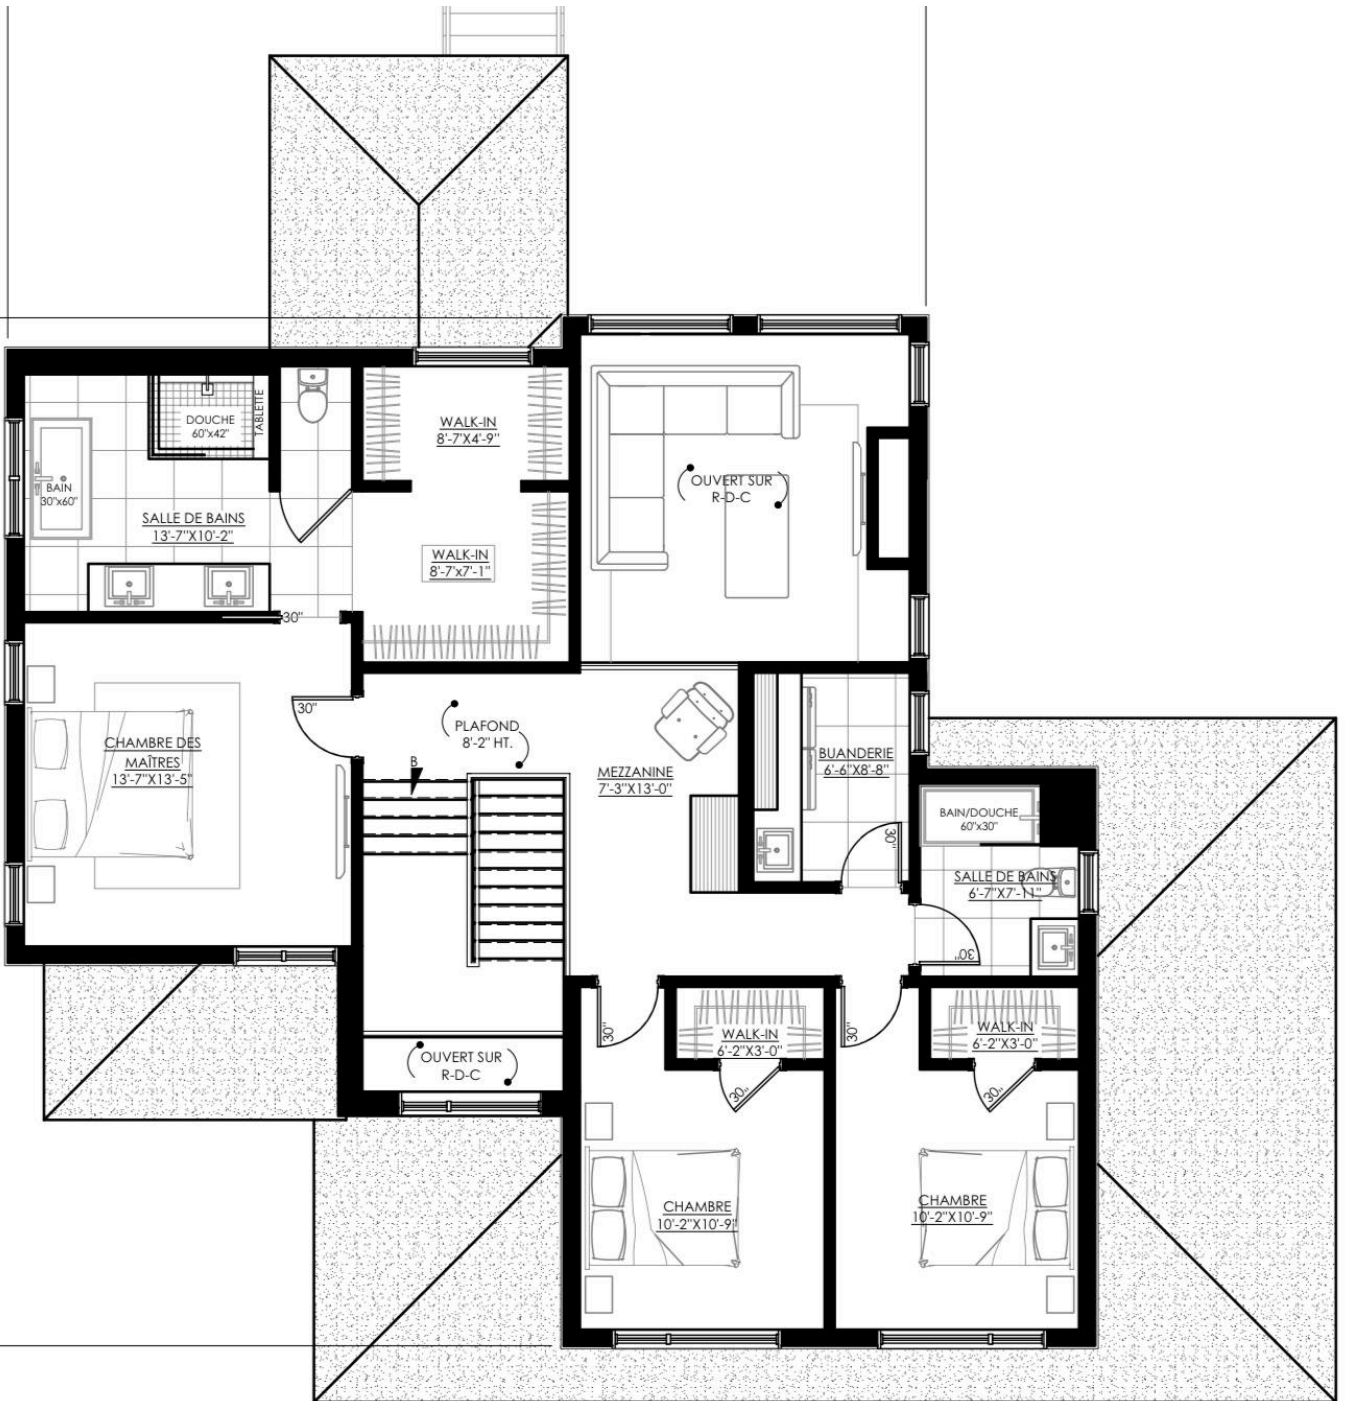 DOUCHE
60"x42"
TABLETTE
WALK-IN
8'-7"X4'-9"
BAIN
30"x60"
SALLE DE BAINS
13'-7"X10'-2"
WALK-IN
8'-7'x7'-1"
OUVERT SUR
R-D-C
30"
30"
CHAMBRE DES
MAÎTRES
13'-7"X13'-5"
PLAFOND
8'-2" HT.
B
MEZZANINE
7'-3"X13'-0"
BUANDERIE
6'-6"X8'-8"
30"
BAIN/DOUCHE
60"x30"
SALLE DE BAINS
6'-7"X7'-11"
30"
30"
WALK-IN
6'-2"X3'-0"
30"
30"
WALK-IN
6'-2"X3'-0"
30"
OUVERT SUR
R-D-C
CHAMBRE
10'-2"X10'-9"
CHAMBRE
10'-2"X10'-9"